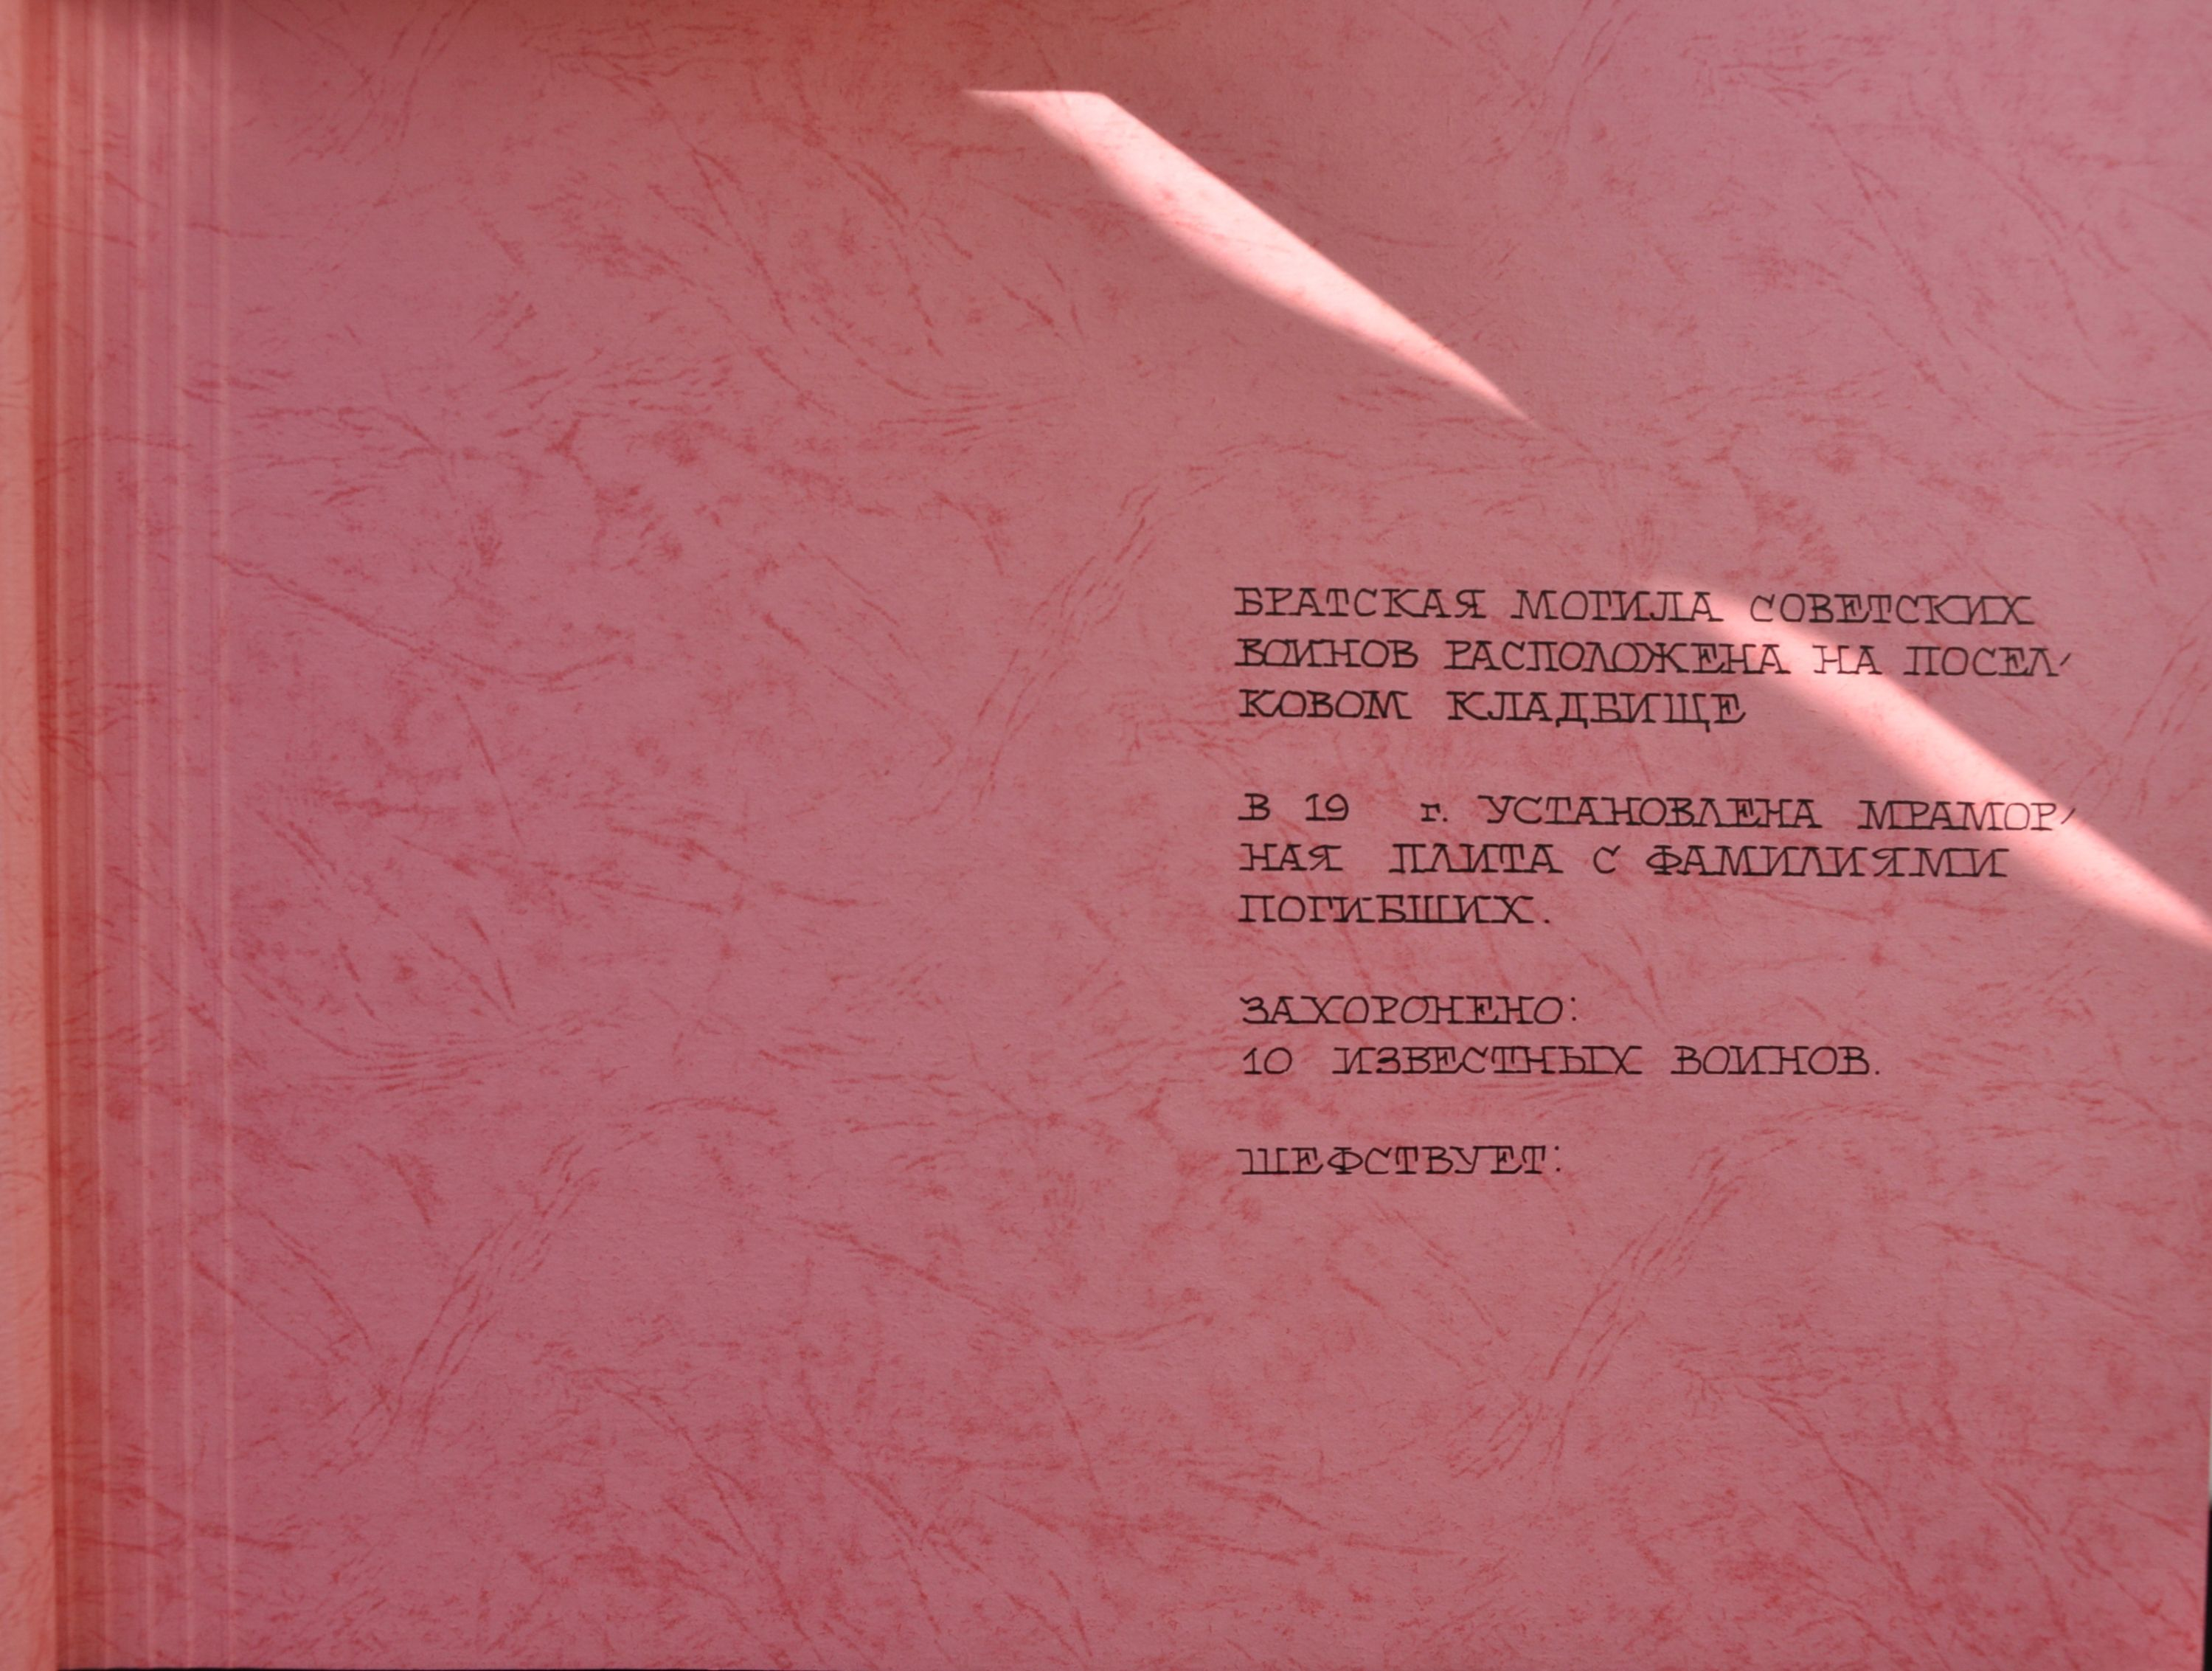 БРАТСКАЯ МОГИЛА СОВЕТСКИХ
ВОИНОВ РАСПОЛОЖЕНА НА ПОСЕЛ-
КОВОМ КЛАДБИЩЕ
В 19 г. УСТАНОВЛЕНА МРАМОР-
НАЯ ПЛИТА С ФАМИЛИЯМИ
ПОГИБШИХ.
ЗАХОРОНЕНО:
10 ИЗВЕСТНЫХ ВОИНОВ.
ШЕФСТВУЕТ: